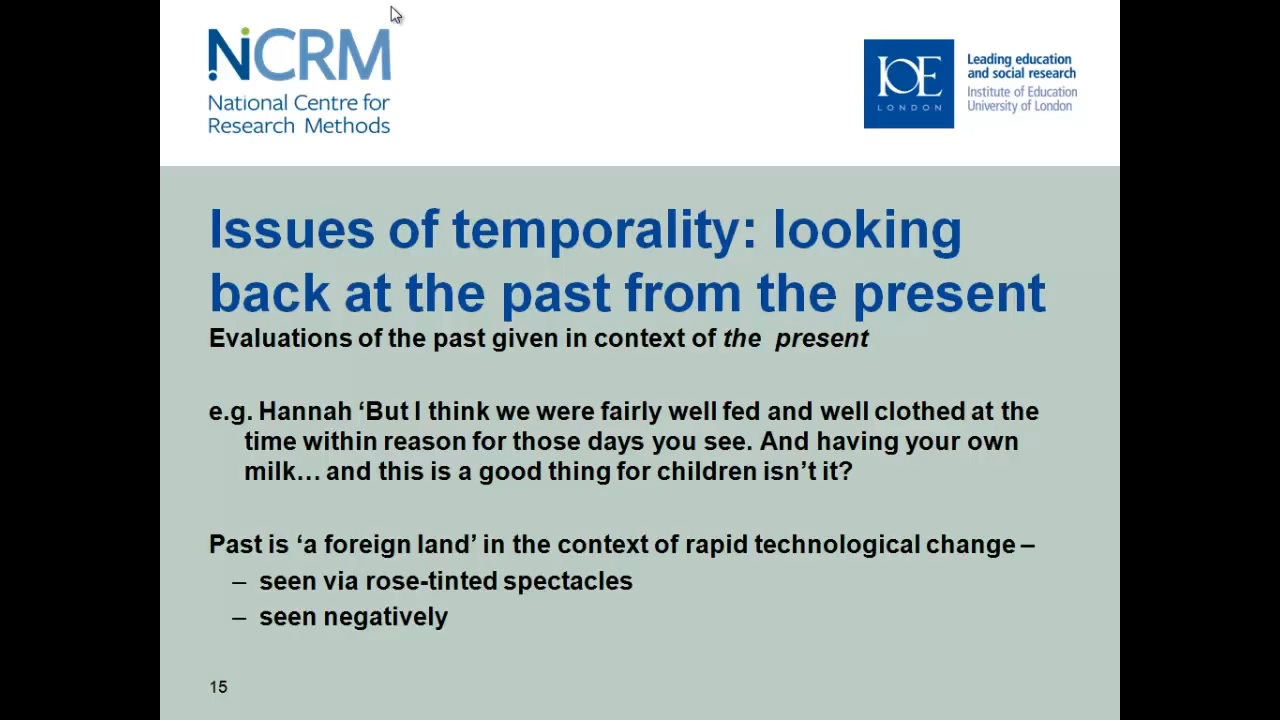 NCRM
National Centre for
Research Methods
IOE
LONDON
Leading education
and social research
Institute of Education
University of London
Issues of temporality: looking
back at the past from the present
Evaluations of the past given in context of the  present
e.g. Hannah ‘But I think we were fairly well fed and well clothed at the
time within reason for those days you see. And having your own
milk… and this is a good thing for children isn’t it?
Past is ‘a foreign land’ in the context of rapid technological change –
– seen via rose-tinted spectacles
– seen negatively
15